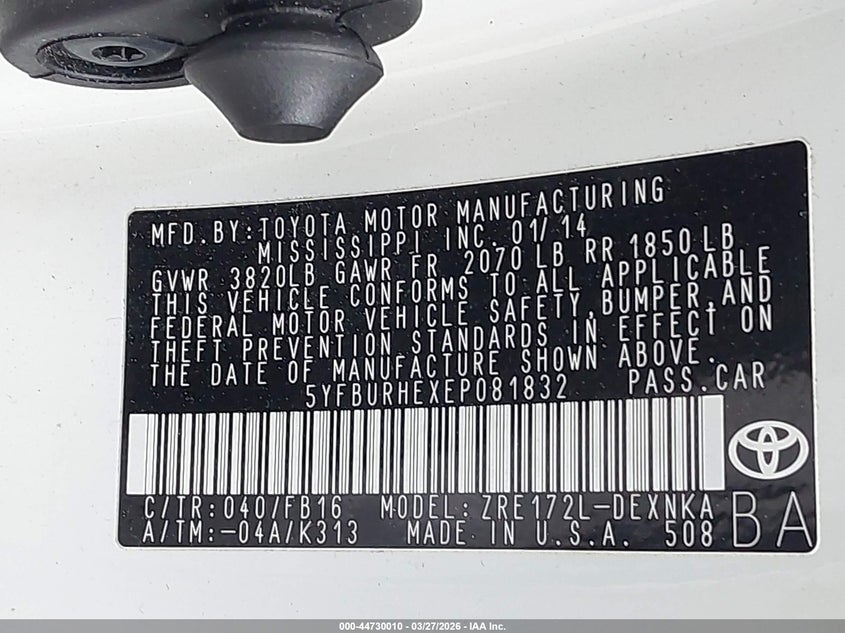 MFD.BY:TOYOTA MOTOR MANUFACTURING
MISSISSIPPI INC. 01/14
GVWR 3820LB GAWR FR 2070 LB RR 1850 LB
THIS VEHICLE CONFORMS TO ALL APPLICABLE
FEDERAL MOTOR VEHICLE SAFETY,BUMPER,AND
THEFT PREVENTION STANDARDS IN EFFECT ON
THE DATE OF MANUFACTURE SHOWN ABOVE.
5YFBURHEXEP081832 PASS.CAR
C/TR:040/FB16 MODEL:ZRE172L-DEXNKA
A/TM:-04A/K313 MADE IN U.S.A. 508
BA
000-44730010 - 03/27/2026 - IAA Inc.